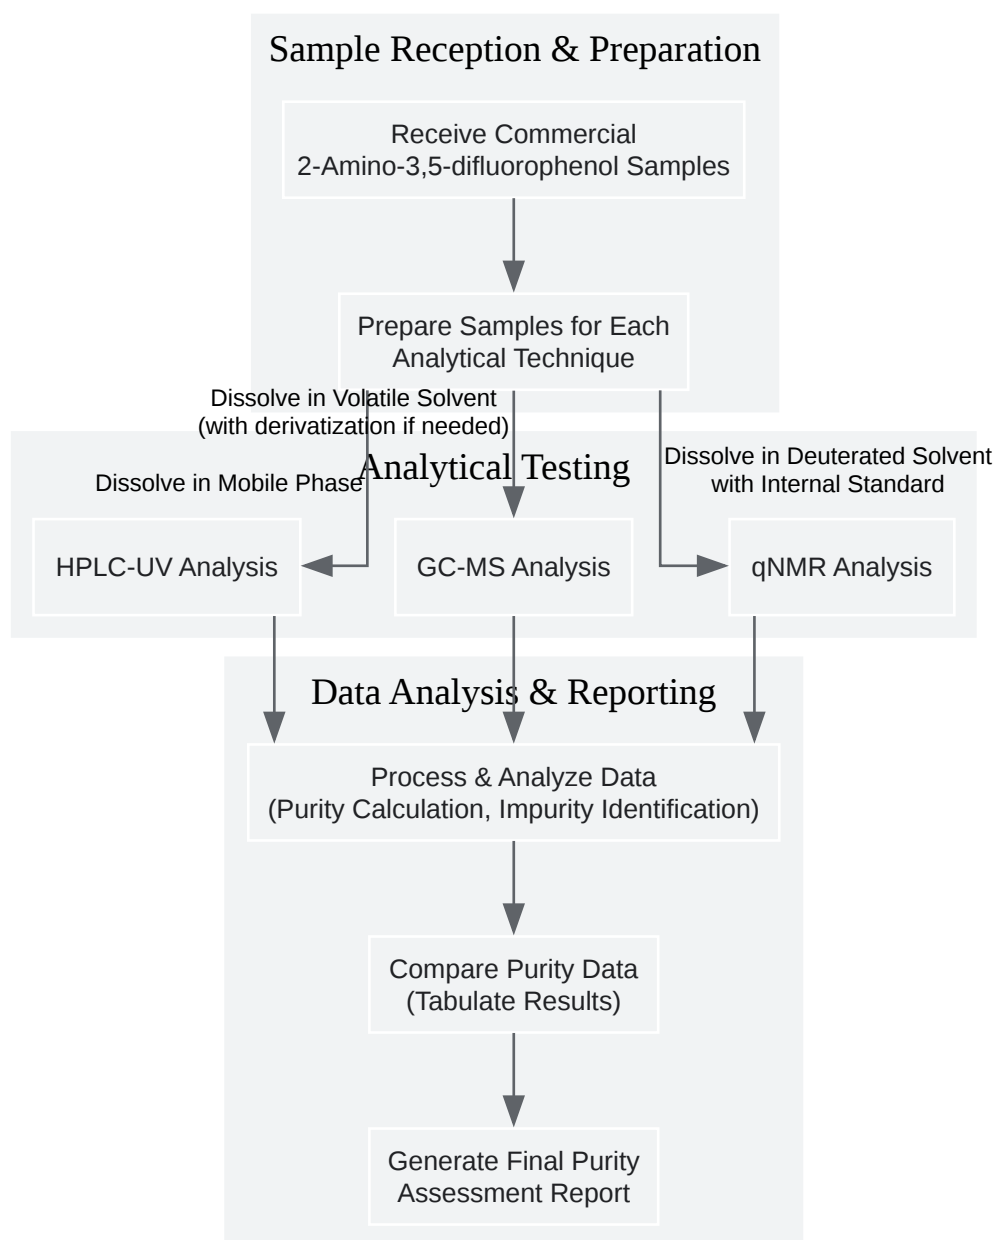 Sample Reception & Preparation
Receive Commercial
2-Amino-3,5-difluorophenol Samples
Prepare Samples for Each
Analytical Technique
Dissolve in Volatile Solvent
(with derivatization if needed)
Dissolve in Mobile Phase
Analytical Testing
Dissolve in Deuterated Solvent
with Internal Standard
HPLC-UV Analysis
GC-MS Analysis
qNMR Analysis
Data Analysis & Reporting
Process & Analyze Data
(Purity Calculation, Impurity Identification)
Compare Purity Data
(Tabulate Results)
Generate Final Purity
Assessment Report